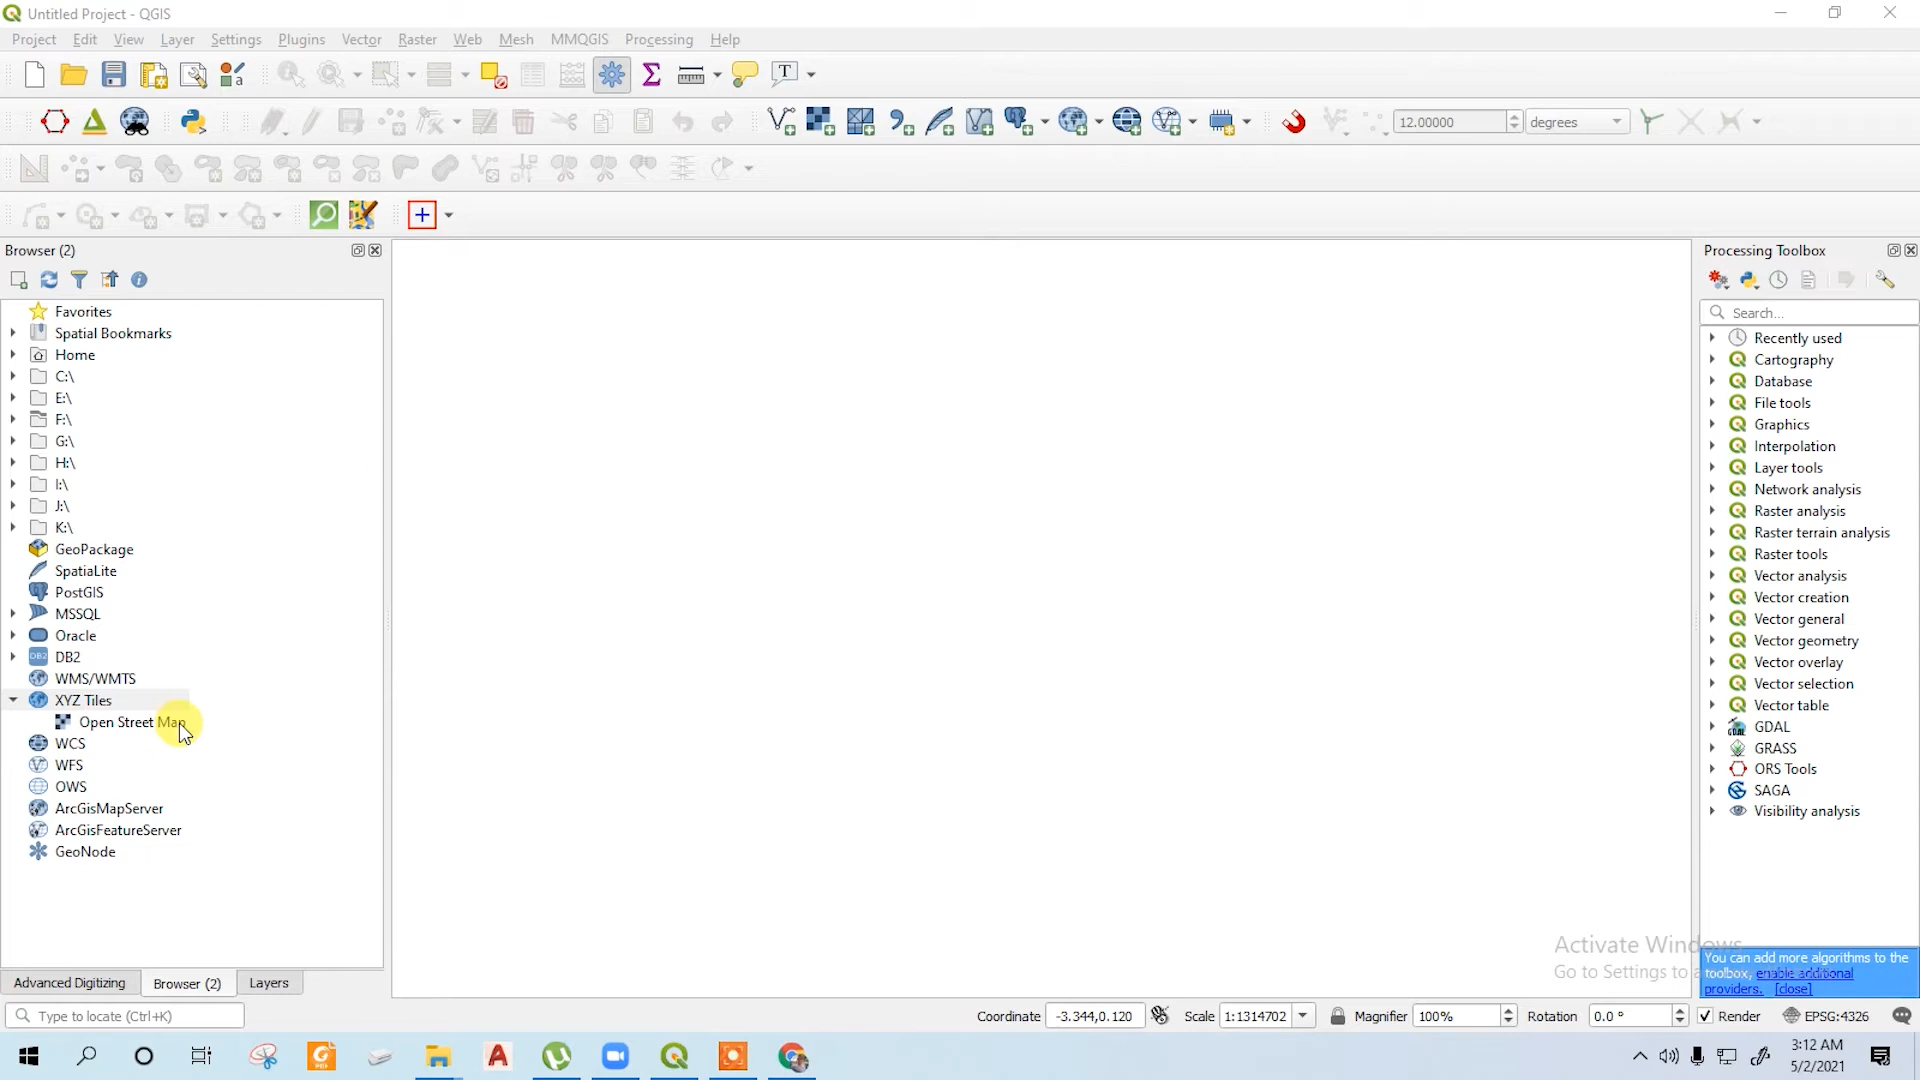 Untitled Project - QGIS
Project Edit View Layer Settings Plugins Vector Raster Web Mesh MMQGIS Processing Help
12.00000 degrees
Browser (2)
Favorites
Spatial Bookmarks
Home
C:\
E:\
F:\
G:\
H:\
I:\
J:\
K:\
GeoPackage
SpatiaLite
PostGIS
MSSQL
Oracle
DB2
WMS/WMTS
XYZ Tiles
Open Street Map
WCS
WFS
OWS
ArcGisMapServer
ArcGisFeatureServer
GeoNode
Advanced Digitizing Browser (2) Layers
Processing Toolbox
Search...
Recently used
Cartography
Database
File tools
Graphics
Interpolation
Layer tools
Network analysis
Raster analysis
Raster terrain analysis
Raster tools
Vector analysis
Vector creation
Vector general
Vector geometry
Vector overlay
Vector selection
Vector table
GDAL
GRASS
ORS Tools
SAGA
Visibility analysis
Activate Windows
Go to Settings to a
You can add more algorithms to the
toolbox, enable additional
providers. [close]
Type to locate (Ctrl+K) Coordinate -3.344,0.120 Scale 1:1314702 Magnifier 100% Rotation 0.0 ° Render EPSG:4326
3:12 AM
5/2/2021